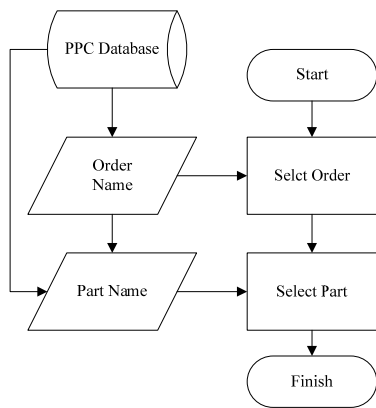 PPC Database
Start
Order
Name
Selct Order
Part Name
Select Part
Finish